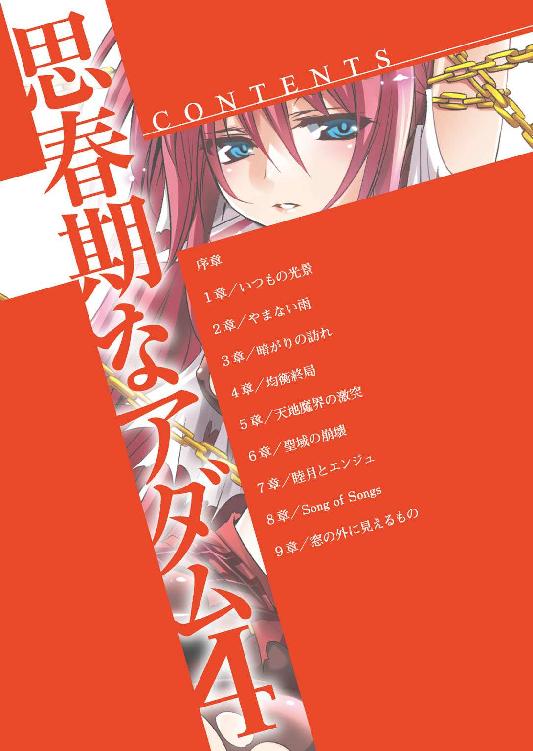 思春期なアダム4
CONTENTS
序章
1章/いつもの光景
2章/やまない雨
3章/暗がりの訪れ
4章/均衡終局
5章/天地魔界の激突
6章/聖域の崩壊
7章/睦月とエンジュ
8章/Song of Songs
9章/窓の外に見えるもの